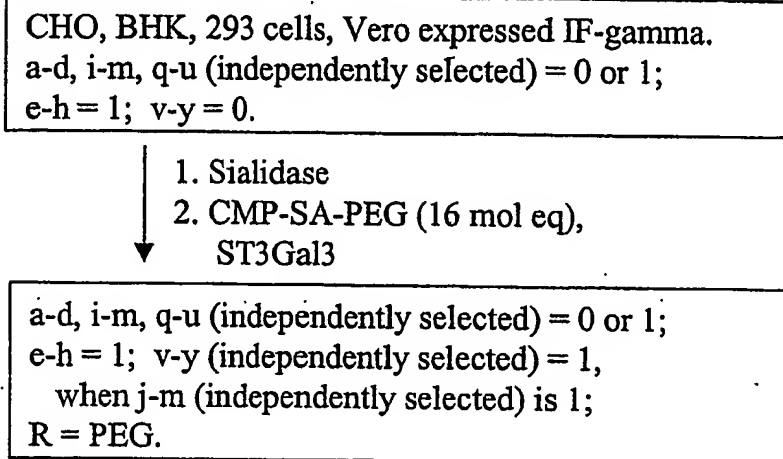 CHO, BHK, 293 cells, Vero expressed IF-gamma.
a-d, i-m, q-u (independently selected) = 0 or 1;
e-h = 1; v-y = 0.
1. Sialidase
2. CMP-SA-PEG (16 mol eq),
ST3Gal3
a-d, i-m, q-u (independently selected) = 0 or 1;
e-h = 1; v-y (independently selected) = 1,
when j-m (independently selected) is 1;
R = PEG.